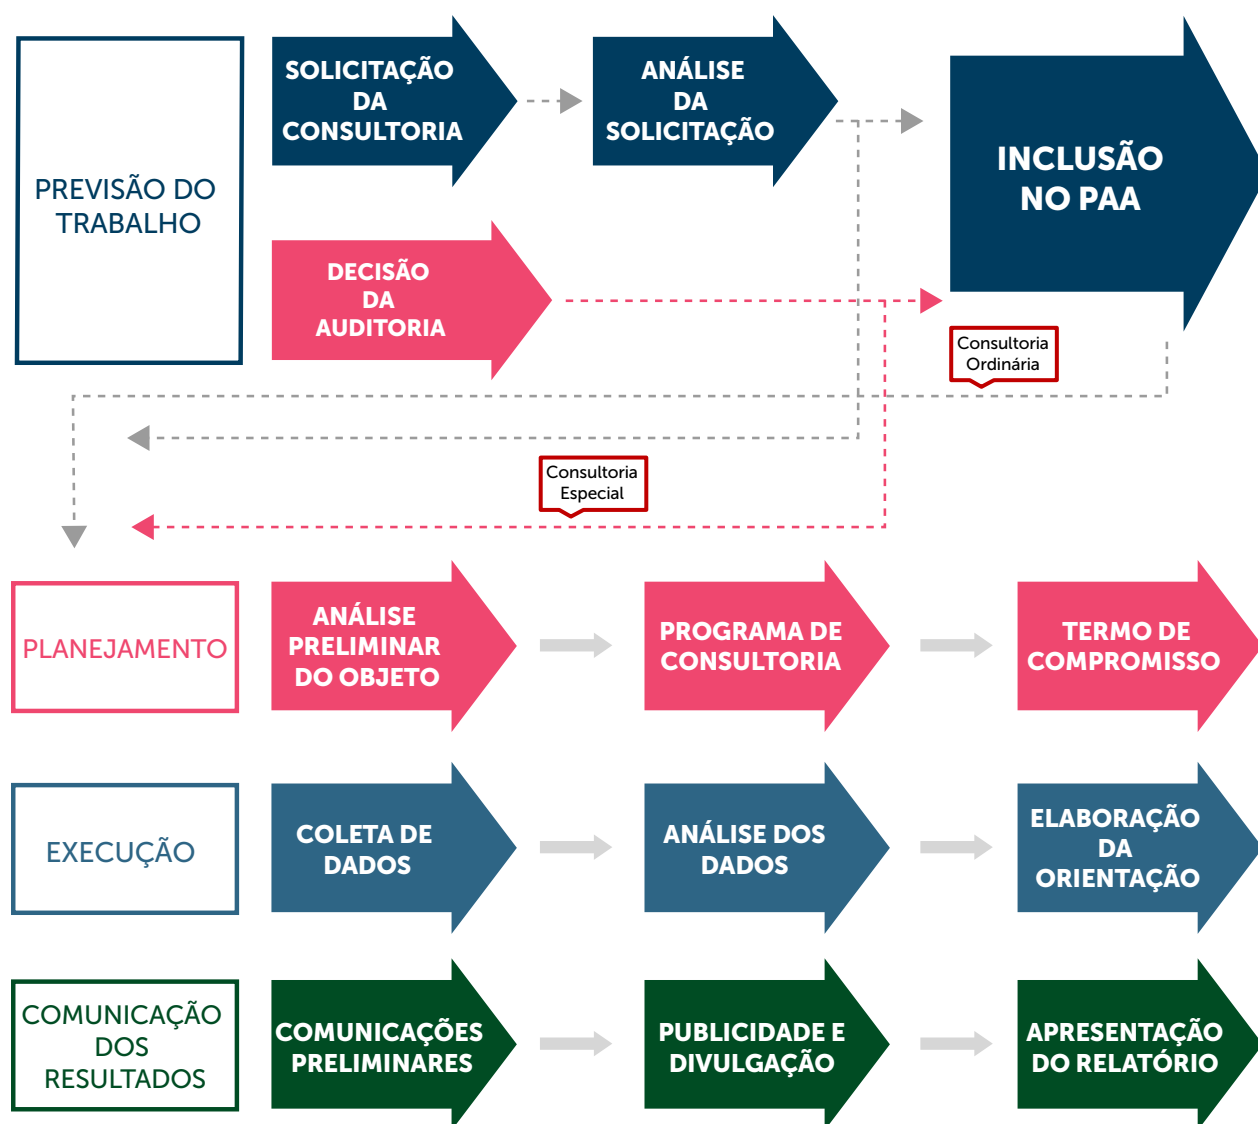 PREVISÃO DO
TRABALHO
SOLICITAÇÃO
DA
CONSULTORIA
ANÁLISE
DA
SOLICITAÇÃO
INCLUSÃO
NO PAA
DECISÃO
DA
AUDITORIA
Consultoria
Ordinária
Consultoria
Especial
PLANEJAMENTO
ANÁLISE
PRELIMINAR
DO OBJETO
PROGRAMA DE
CONSULTORIA
TERMO DE
COMPROMISSO
EXECUÇÃO
COLETA DE
DADOS
ANÁLISE DOS
DADOS
ELABORAÇÃO
DA
ORIENTAÇÃO
COMUNICAÇÃO
DOS
RESULTADOS
COMUNICAÇÕES
PRELIMINARES
PUBLICIDADE E
DIVULGAÇÃO
APRESENTAÇÃO
DO RELATÓRIO